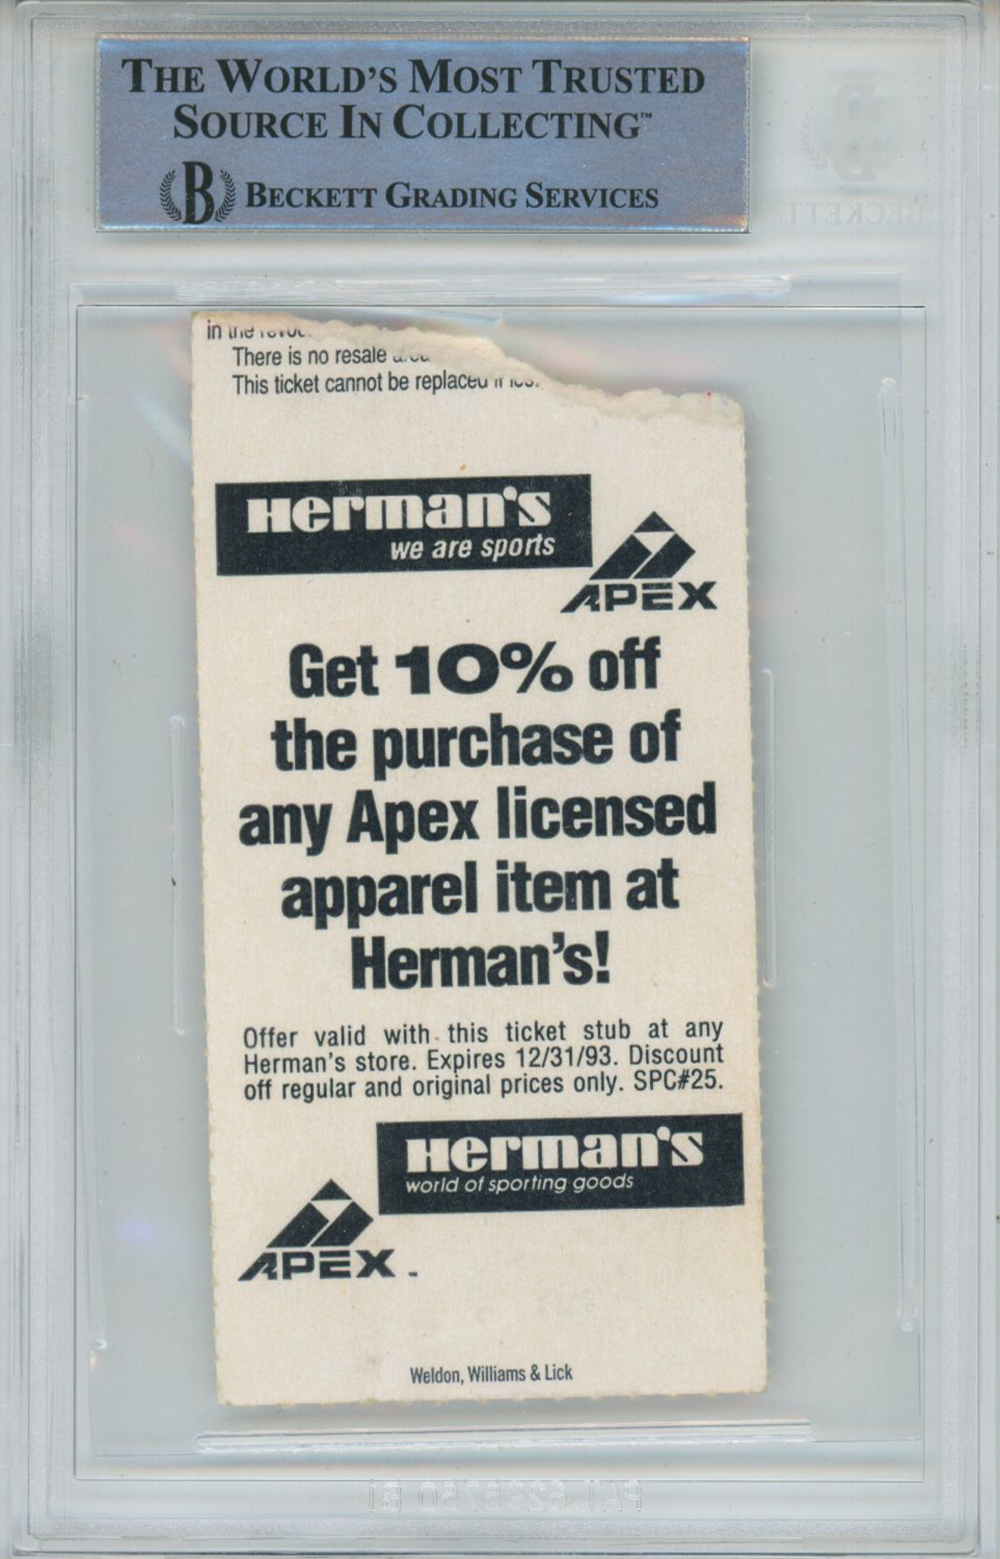 THE WORLD'S MOST TRUSTED
SOURCE IN COLLECTING™
B BECKETT GRADING SERVICES
BECKETT
in the
There is no resale
This ticket cannot be replaced
Herman's
we are sports
APEX
Get 10% off
the purchase of
any Apex licensed
apparel item at
Herman's!
Offer valid with this ticket stub at any
Herman's store. Expires 12/31/93. Discount
off regular and original prices only. SPC#25.
Herman's
world of sporting goods
APEX
Weldon, Williams & Lick